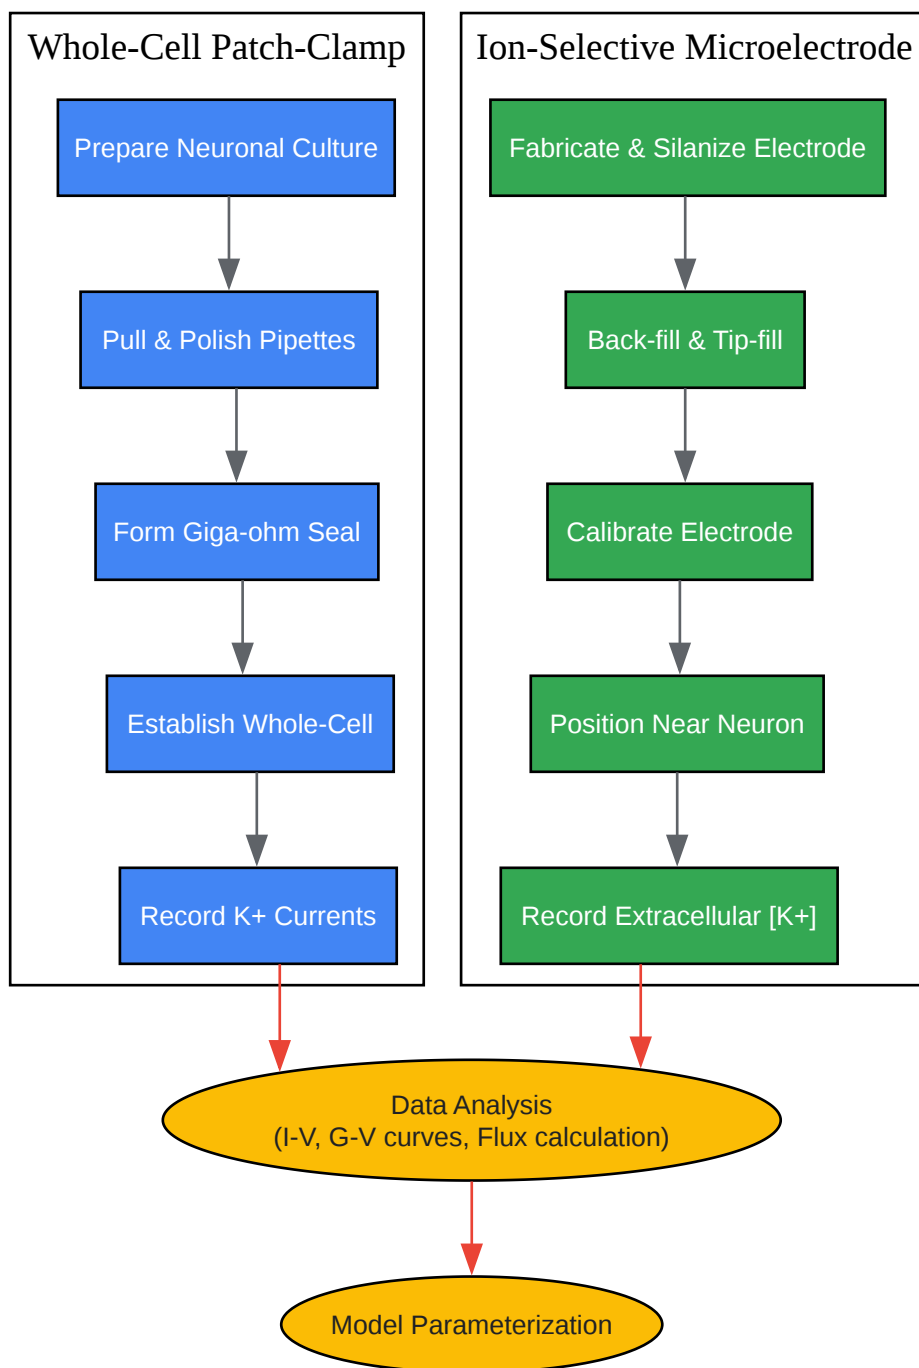 Whole-Cell Patch-Clamp
Prepare Neuronal Culture
Pull & Polish Pipettes
Form Giga-ohm Seal
Establish Whole-Cell
Record K+ Currents
Ion-Selective Microelectrode
Fabricate & Silanize Electrode
Back-fill & Tip-fill
Calibrate Electrode
Position Near Neuron
Record Extracellular [K+]
Data Analysis
(I-V, G-V curves, Flux calculation)
Model Parameterization